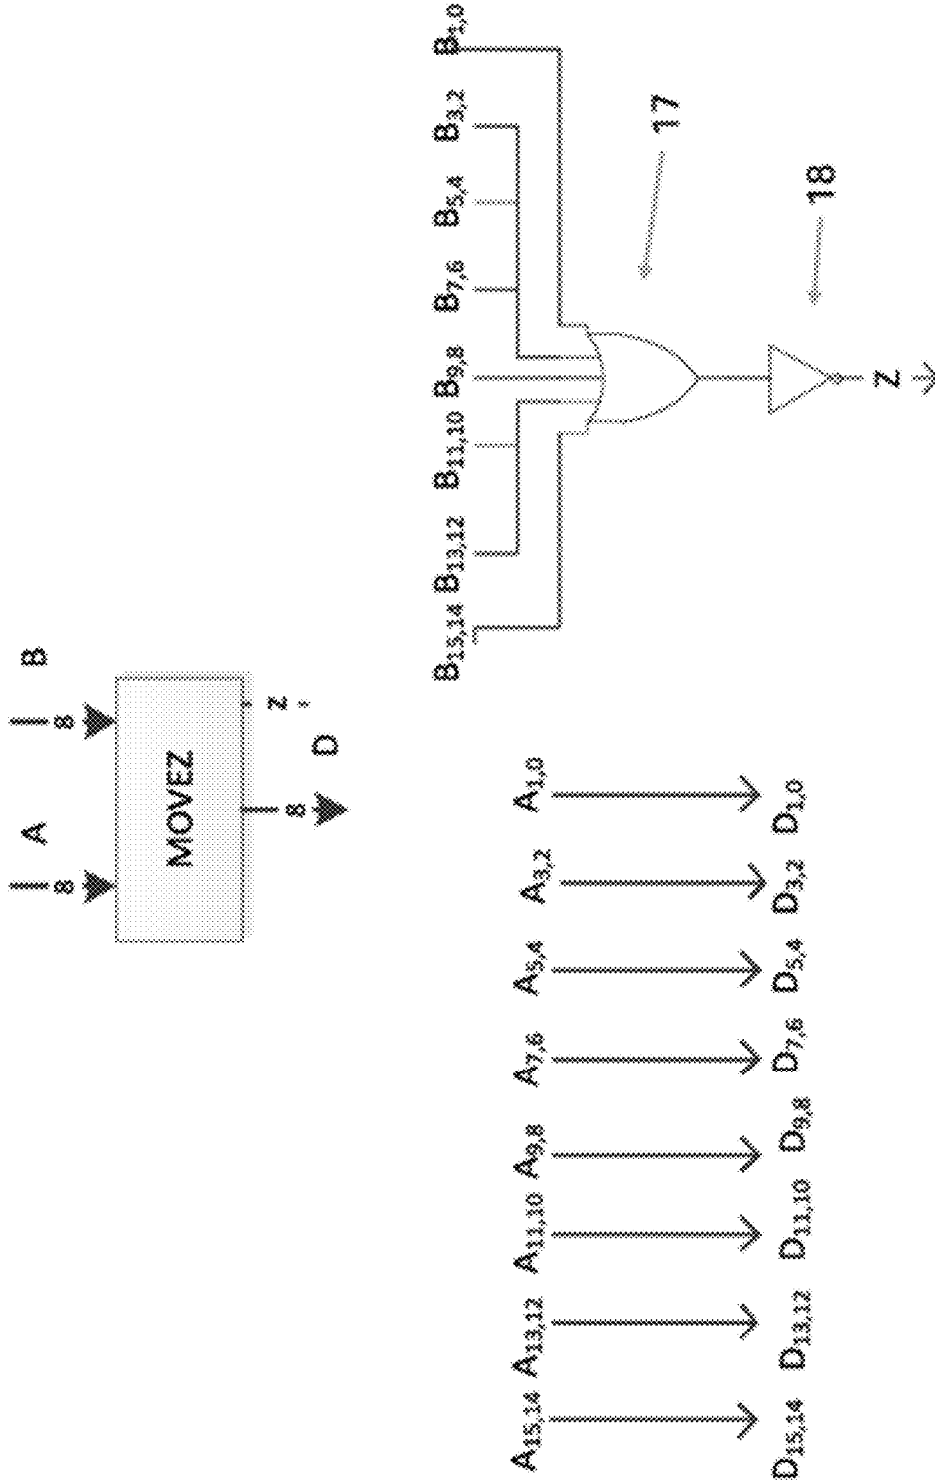 A B
8 8
MOVEZ
8 z
D
B15,14 B13,12 B11,10 B9,8 B7,6 B5,4 B3,2 B1,0
17
18
Z
A15,14 A13,12 A11,10 A9,8 A7,6 A5,4 A3,2 A1,0
D15,14 D13,12 D11,10 D9,8 D7,6 D5,4 D3,2 D1,0